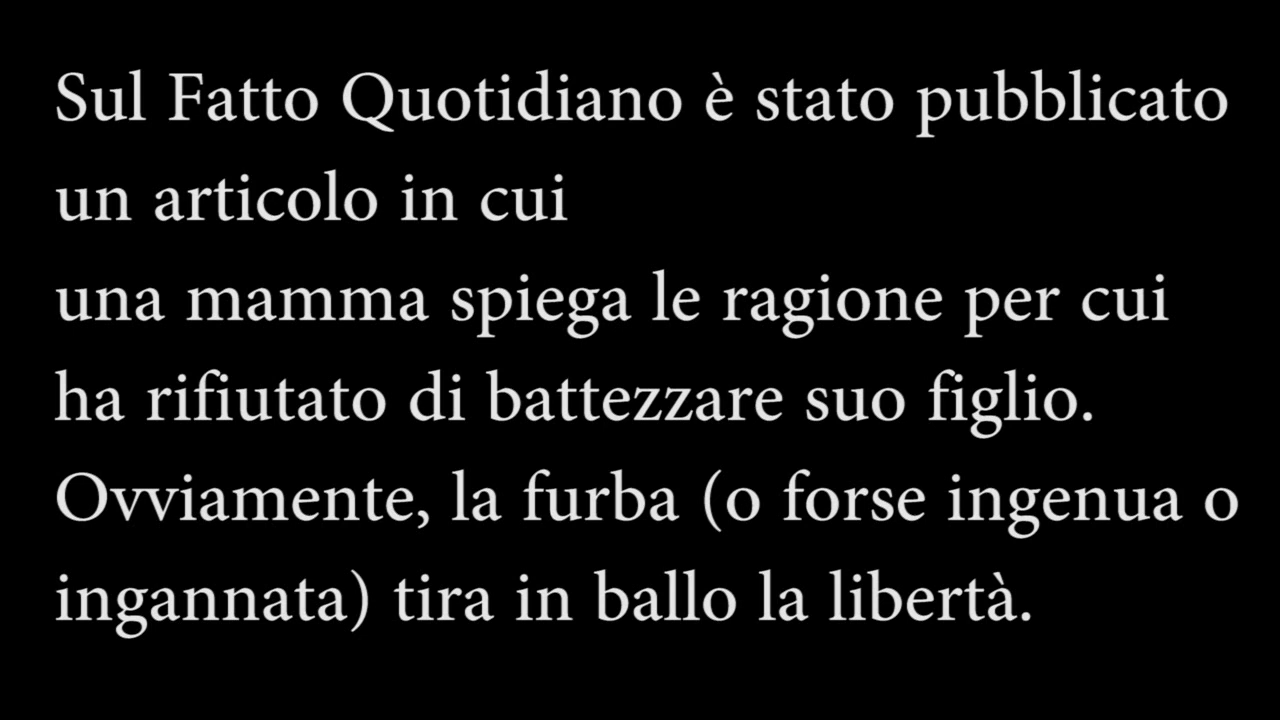 Sul Fatto Quotidiano è stato pubblicato
un articolo in cui
una mamma spiega le ragione per cui
ha rifiutato di battezzare suo figlio.
Ovviamente, la furba (o forse ingenua o
ingannata) tira in ballo la libertà.